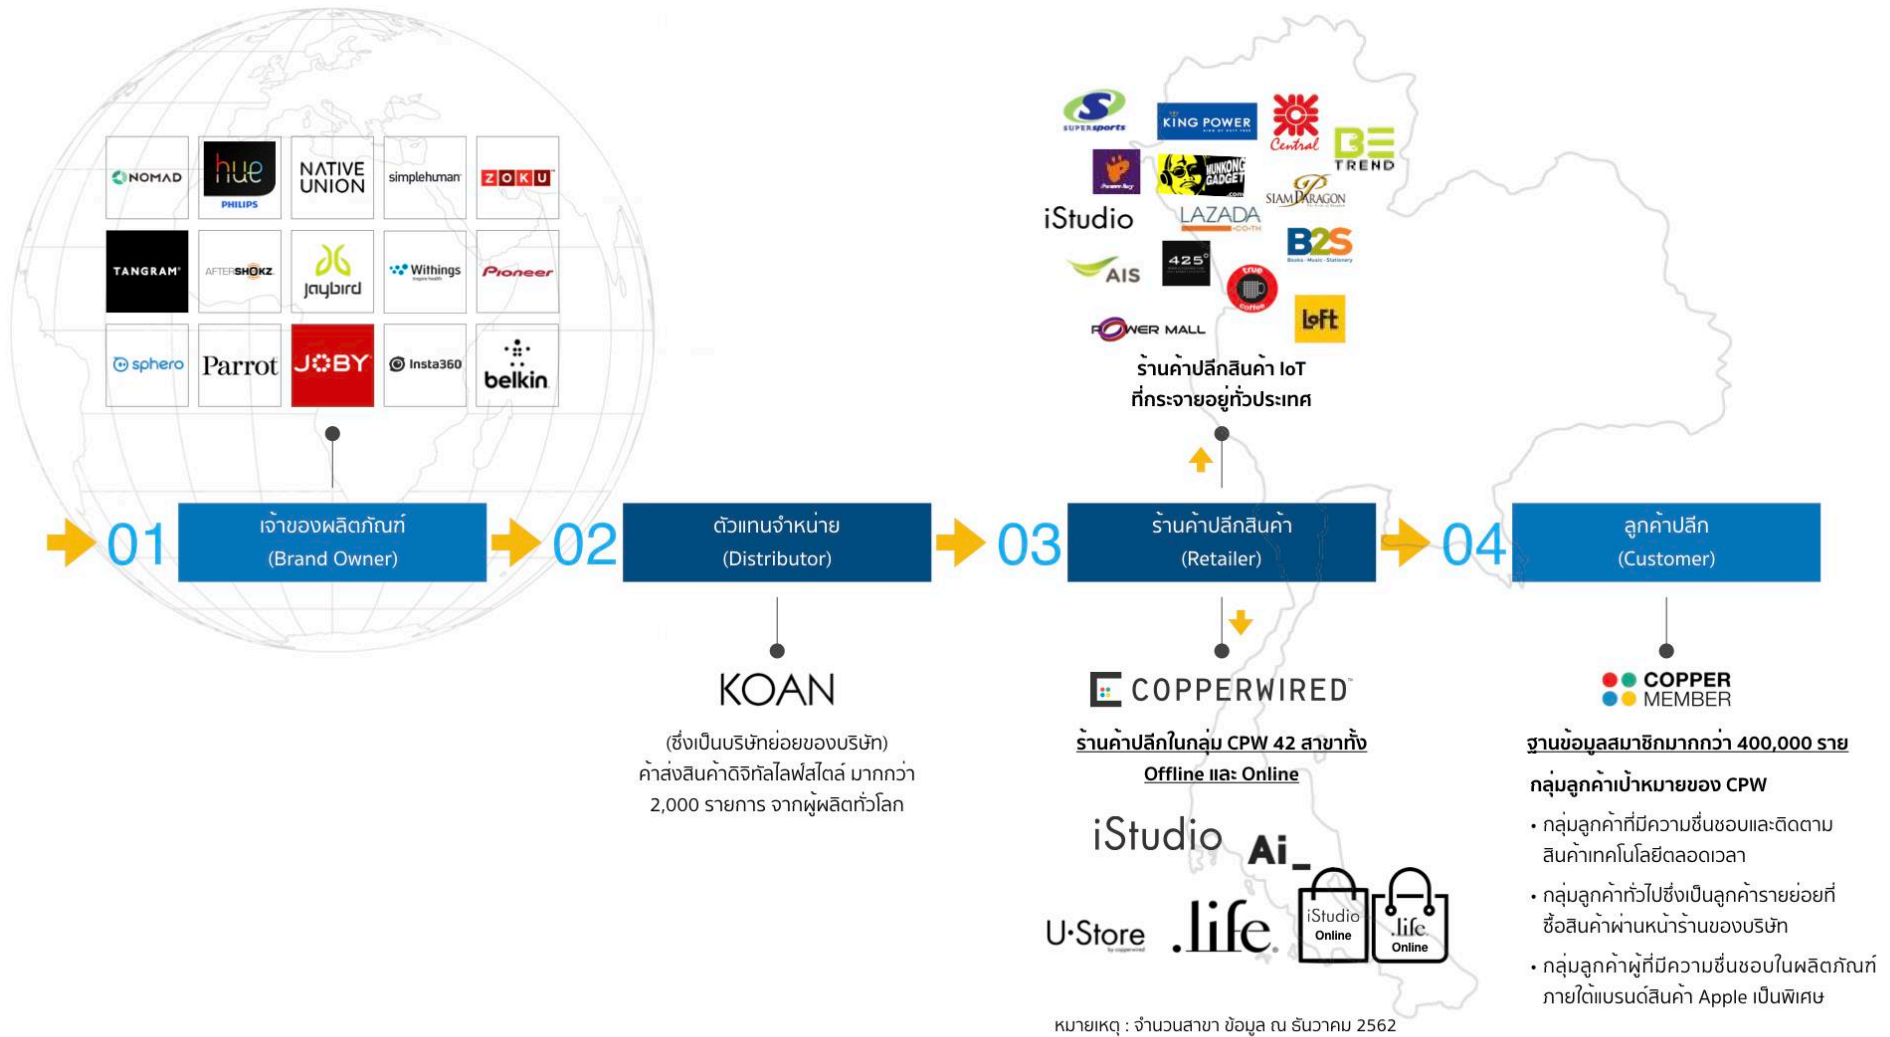 NOMAD
hue
PHILIPS
NATIVE
UNION
simplehuman
ZOKU
TANGRAM
AFTERSHOKZ
jaybird
Withings
Inspire health
Pioneer
sphero
Parrot
JOBY
Insta360
belkin
SUPERsports
KING POWER
Central
BE
TREND
Power Buy
MUNKONG
GADGET
.com
SIAM PARAGON
iStudio
LAZADA
.CO.TH
B2S
Books · Music · Stationery
AIS
425°
true
coffee
LoFt
POWER MALL
ร้านค้าปลีกสินค้า IoT
ที่กระจายอยู่ทั่วประเทศ
01
เจ้าของผลิตภัณฑ์
(Brand Owner)
02
ตัวแทนจำหน่าย
(Distributor)
03
ร้านค้าปลีกสินค้า
(Retailer)
04
ลูกค้าปลีก
(Customer)
KOAN
(ซึ่งเป็นบริษัทย่อยของบริษัท)
ค้าส่งสินค้าดิจิทัลไลฟ์สไตล์ มากกว่า
2,000 รายการ จากผู้ผลิตทั่วโลก
COPPERWIRED™
ร้านค้าปลีกในกลุ่ม CPW 42 สาขาทั้ง
Offline และ Online
iStudio
Ai_
U•Store
by copperwired
.life
iStudio
Online
.life
Online
หมายเหตุ : จำนวนสาขา ข้อมูล ณ ธันวาคม 2562
COPPER
MEMBER
ฐานข้อมูลสมาชิกมากกว่า 400,000 ราย
กลุ่มลูกค้าเป้าหมายของ CPW
• กลุ่มลูกค้าที่มีความชื่นชอบและติดตาม
สินค้าเทคโนโลยีตลอดเวลา
• กลุ่มลูกค้าทั่วไปซึ่งเป็นลูกค้ารายย่อยที่
ซื้อสินค้าผ่านหน้าร้านของบริษัท
• กลุ่มลูกค้าผู้ที่มีความชื่นชอบในผลิตภัณฑ์
ภายใต้แบรนด์สินค้า Apple เป็นพิเศษ